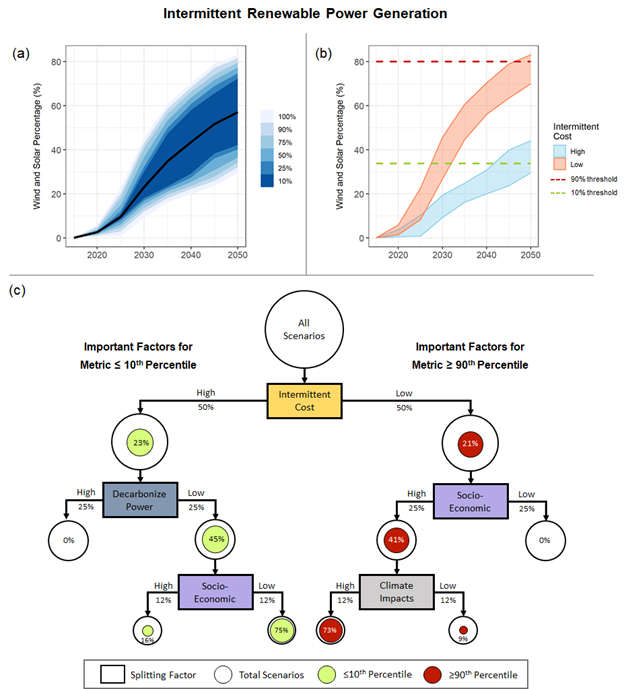 Intermittent Renewable Power Generation
(a)
Wind and Solar Percentage (%)
80
60
40
20
0
2020
2030
2040
2050
100%
90%
75%
50%
25%
10%
(b)
Wind and Solar Percentage (%)
80
60
40
20
0
2020
2030
2040
2050
Intermittent
Cost
High
Low
90% threshold
10% threshold
(c)
All
Scenarios
Important Factors for
Metric ≤ 10th Percentile
Important Factors for
Metric ≥ 90th Percentile
High
50%
Intermittent
Cost
Low
50%
23%
21%
High
25%
Decarbonize
Power
Low
25%
High
25%
Socio-
Economic
Low
25%
0%
45%
41%
0%
High
12%
Socio-
Economic
Low
12%
High
12%
Climate
Impacts
Low
12%
16%
75%
73%
9%
Splitting Factor
Total Scenarios
≤10th Percentile
≥90th Percentile